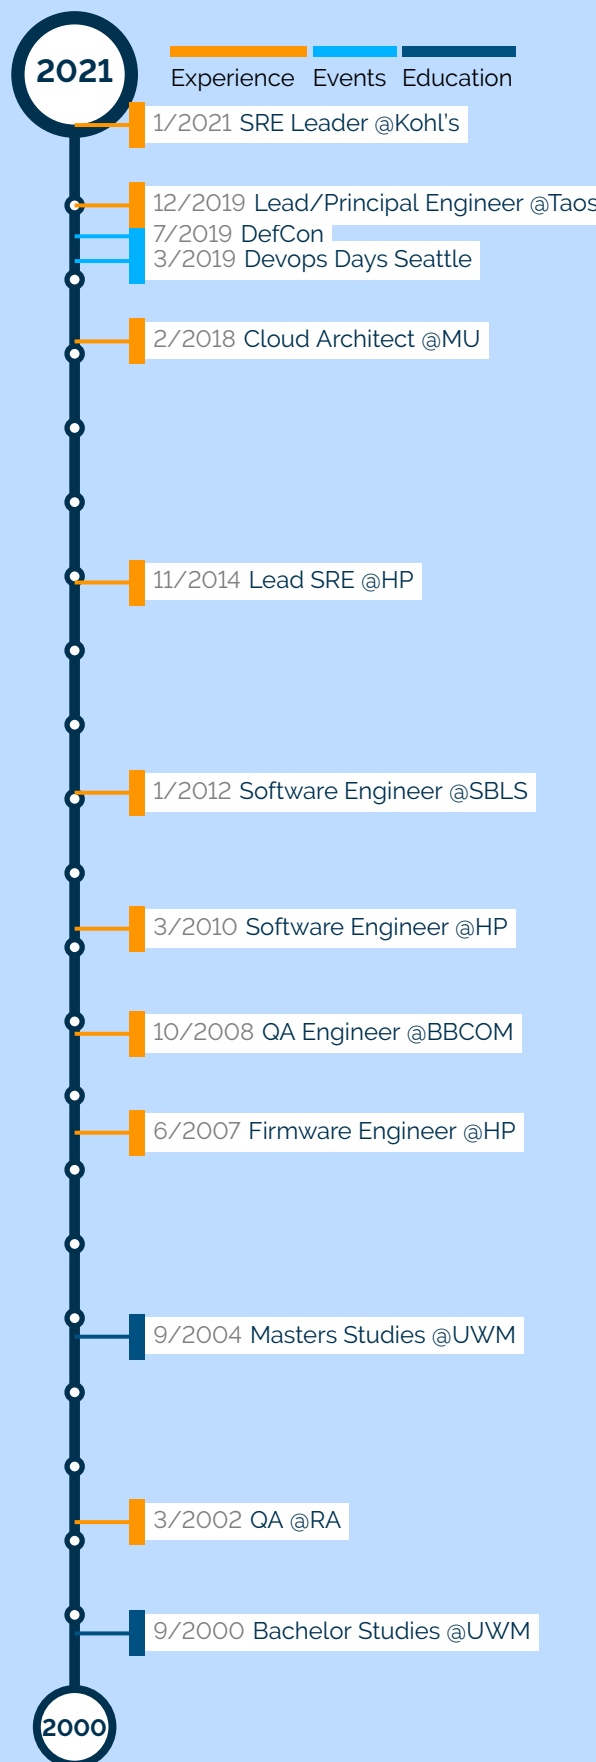 2021
Experience Events Education
1/2021 SRE Leader @Kohl's
12/2019 Lead/Principal Engineer @Taos
7/2019 DefCon
3/2019 Devops Days Seattle
2/2018 Cloud Architect @MU
11/2014 Lead SRE @HP
1/2012 Software Engineer @SBLS
3/2010 Software Engineer @HP
10/2008 QA Engineer @BBCOM
6/2007 Firmware Engineer @HP
9/2004 Masters Studies @UWM
3/2002 QA @RA
9/2000 Bachelor Studies @UWM
2000